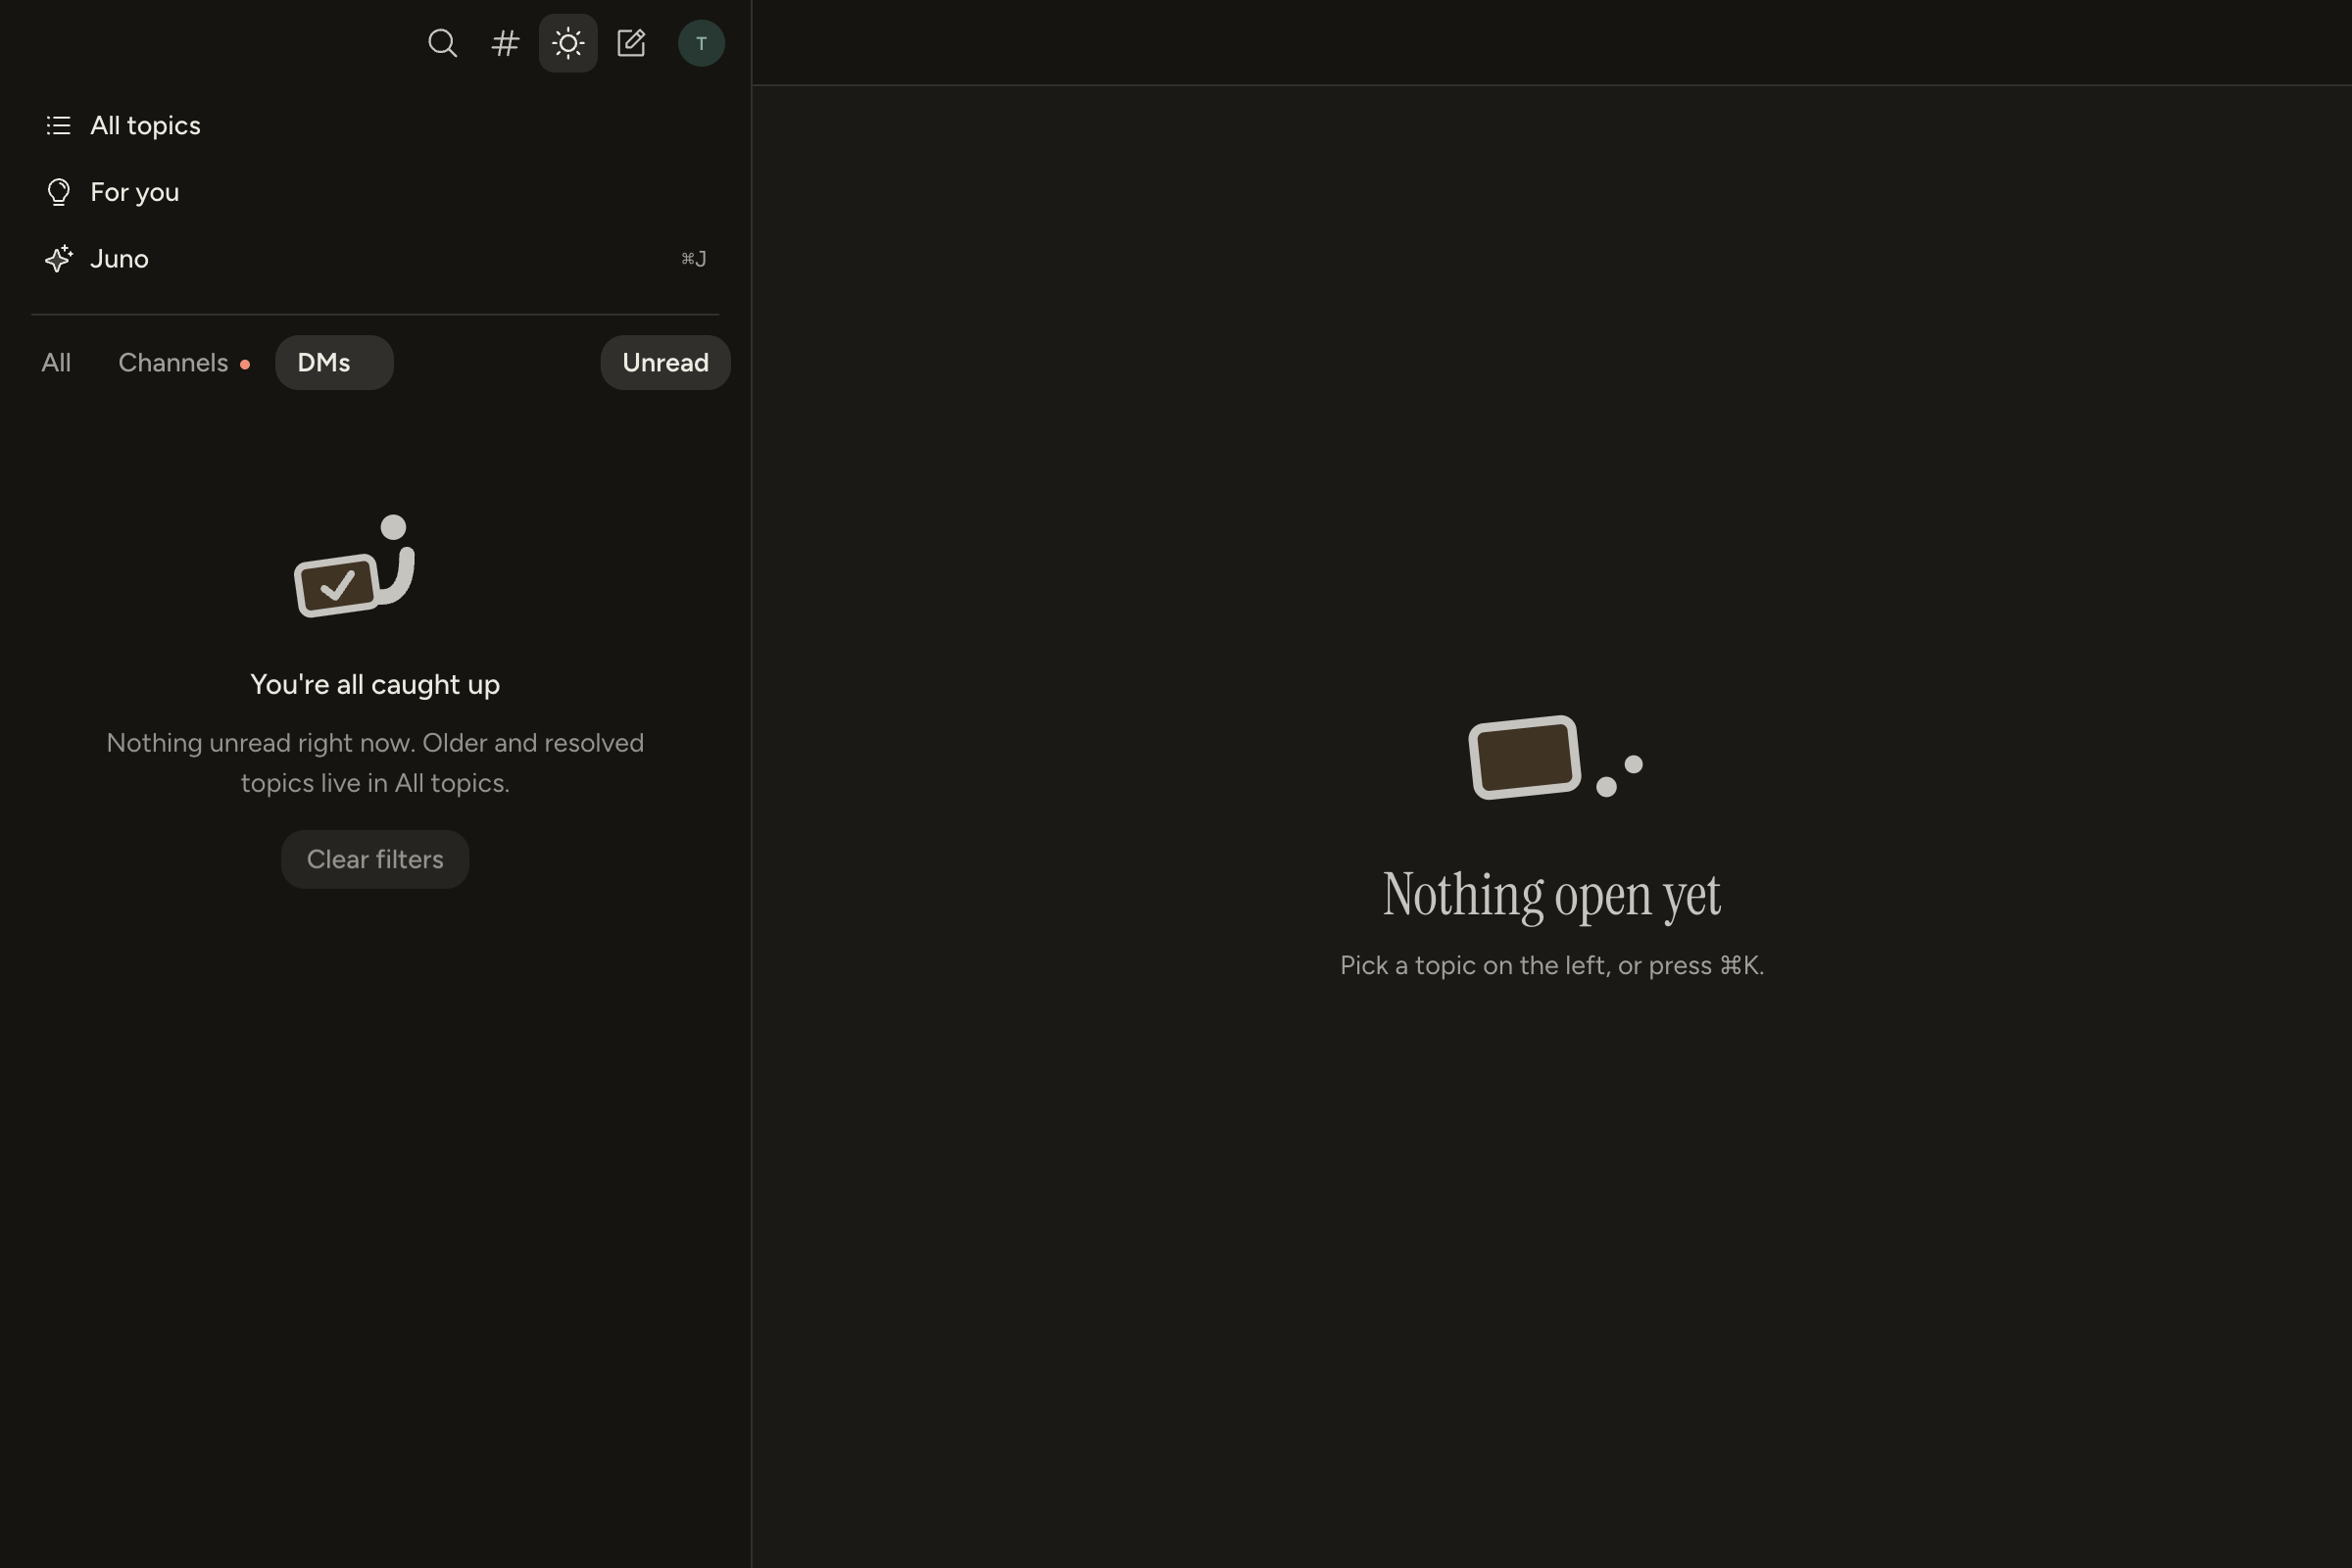 T
All topics
For you
Juno ⌘J
All Channels DMs Unread
You're all caught up
Nothing unread right now. Older and resolved
topics live in All topics.
Clear filters
Nothing open yet
Pick a topic on the left, or press ⌘K.